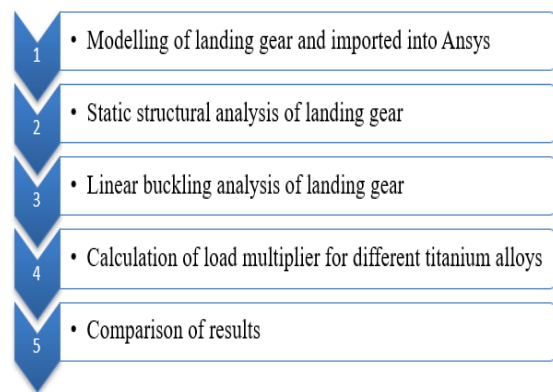 1 • Modelling of landing gear and imported into Ansys
2 • Static structural analysis of landing gear
3 • Linear buckling analysis of landing gear
4 • Calculation of load multiplier for different titanium alloys
5 • Comparison of results